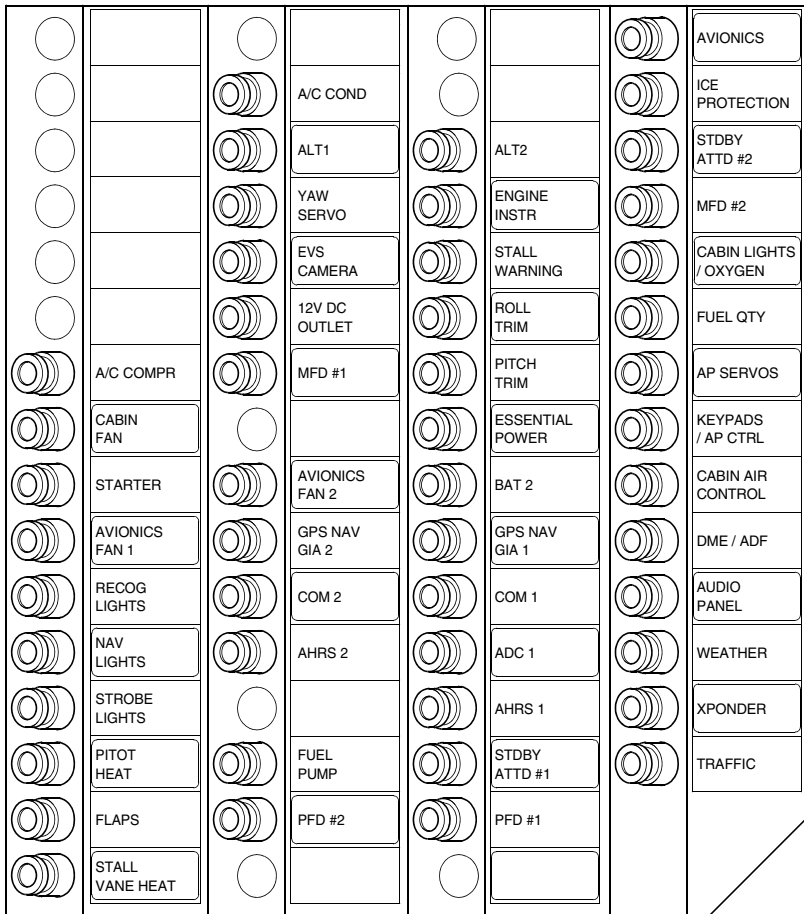 A/C COMPR
CABIN
FAN
STARTER
AVIONICS
FAN 1
RECOG
LIGHTS
NAV
LIGHTS
STROBE
LIGHTS
PITOT
HEAT
FLAPS
STALL
VANE HEAT
A/C COND
ALT1
YAW
SERVO
EVS
CAMERA
12V DC
OUTLET
MFD #1
AVIONICS
FAN 2
GPS NAV
GIA 2
COM 2
AHRS 2
FUEL
PUMP
PFD #2
ALT2
ENGINE
INSTR
STALL
WARNING
ROLL
TRIM
PITCH
TRIM
ESSENTIAL
POWER
BAT 2
GPS NAV
GIA 1
COM 1
ADC 1
AHRS 1
STDBY
ATTD #1
PFD #1
AVIONICS
ICE
PROTECTION
STDBY
ATTD #2
MFD #2
CABIN LIGHTS
/ OXYGEN
FUEL QTY
AP SERVOS
KEYPADS
/ AP CTRL
CABIN AIR
CONTROL
DME / ADF
AUDIO
PANEL
WEATHER
XPONDER
TRAFFIC